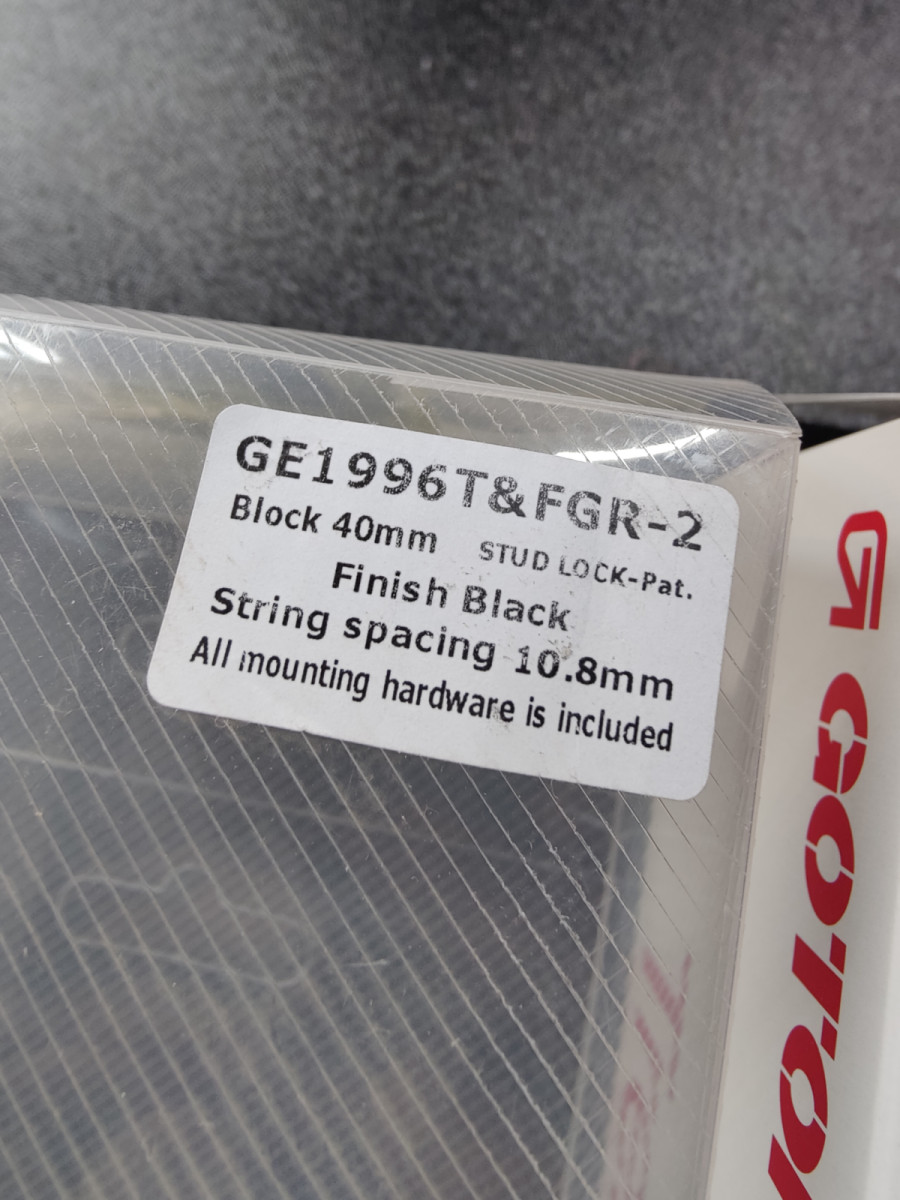 GE1996T&FGR-2
Block 40mm STUD LOCK-Pat.
Finish Black
String spacing 10.8mm
All mounting hardware is included
GOTO